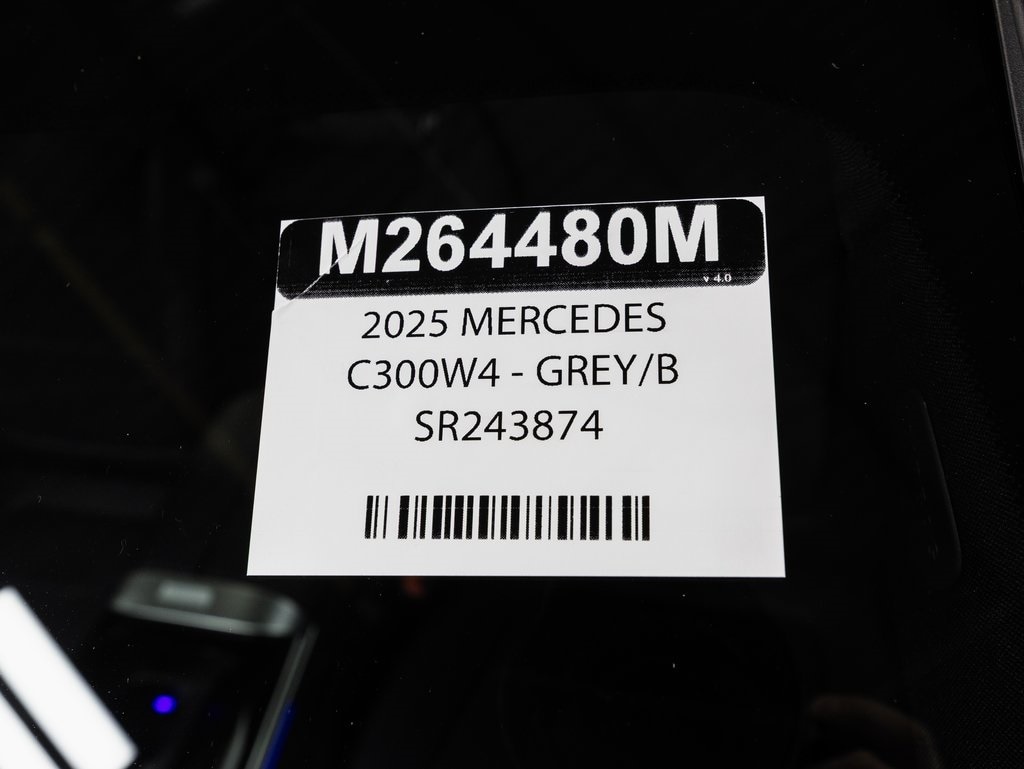 M264480M
v 4.0
2025 MERCEDES
C300W4 - GREY/B
SR243874